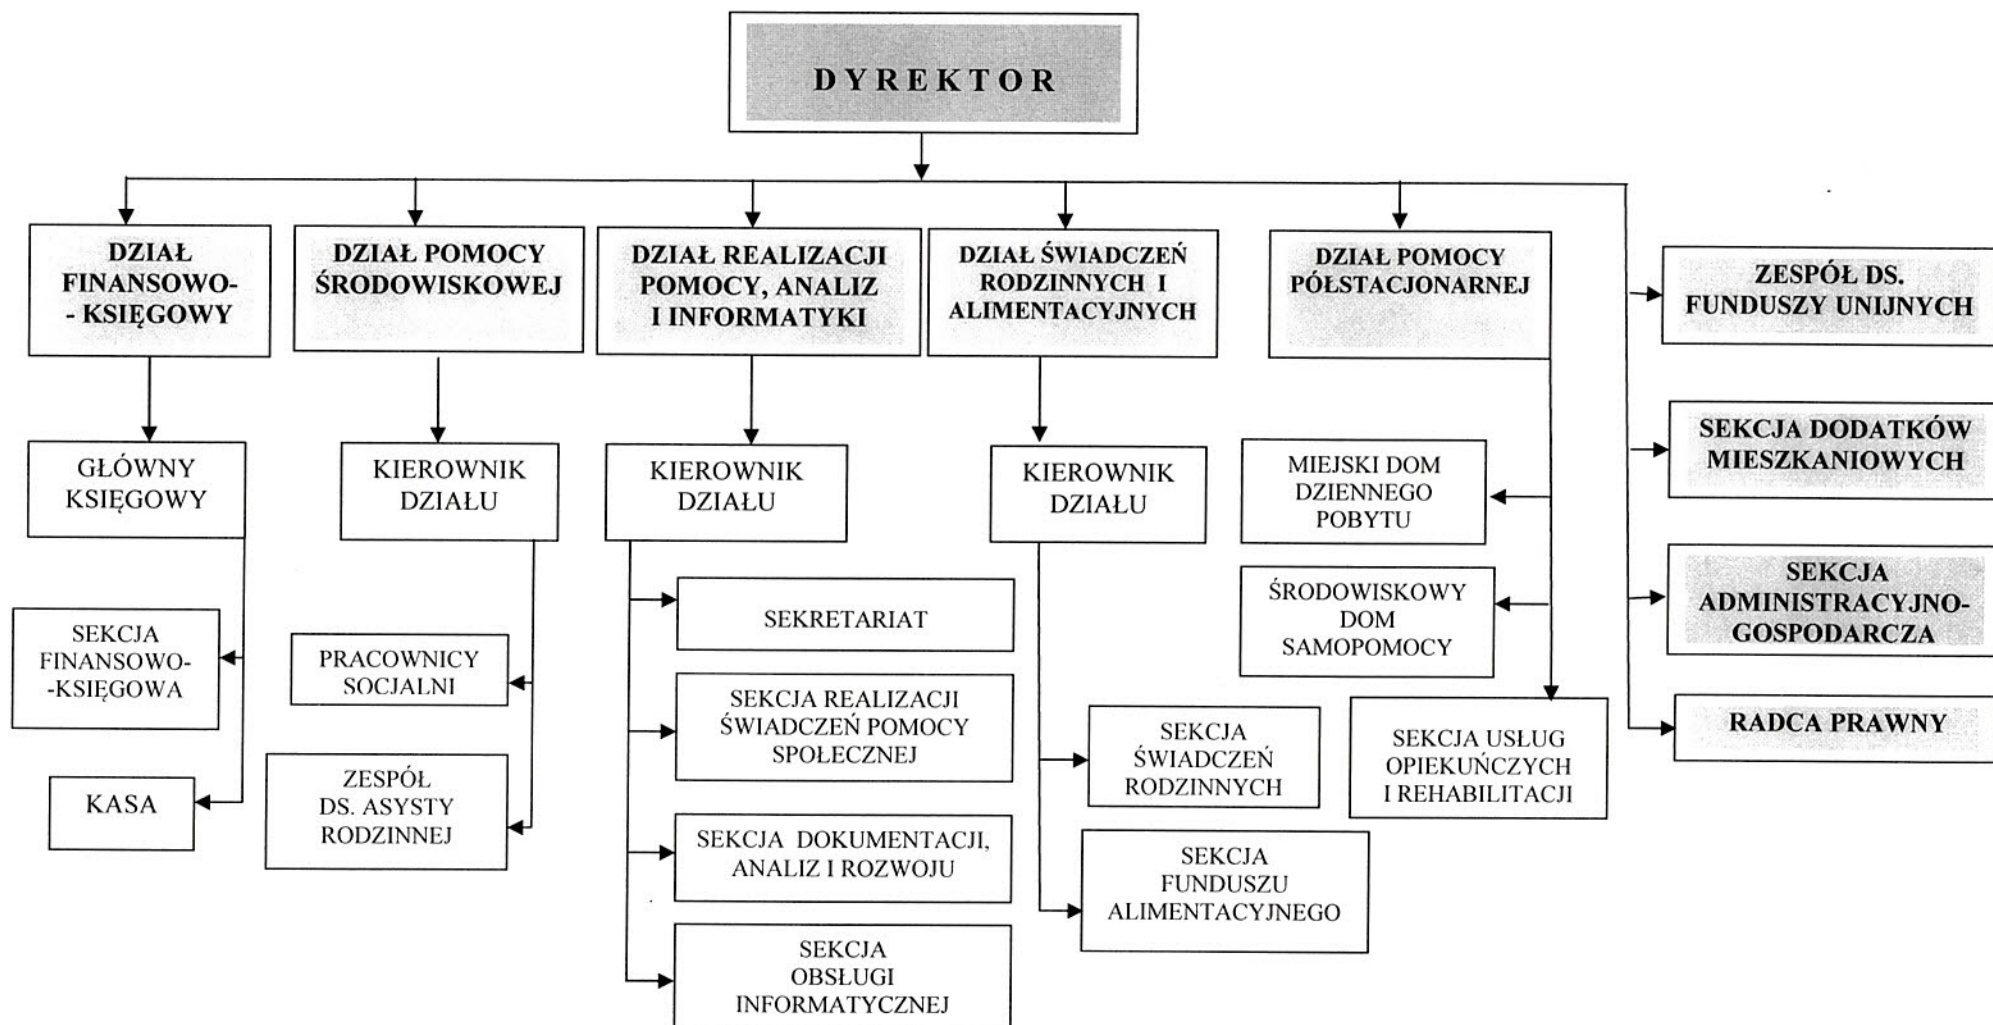 DYREKTOR
DZIAŁ
FINANSOWO-
- KSIĘGOWY
DZIAŁ POMOCY
ŚRODOWISKOWEJ
DZIAŁ REALIZACJI
POMOCY, ANALIZ
I INFORMATYKI
DZIAŁ ŚWIADCZEŃ
RODZINNYCH I
ALIMENTACYJNYCH
DZIAŁ POMOCY
PÓŁSTACJONARNEJ
ZESPÓŁ DS.
FUNDUSZY UNIJNYCH
SEKCJA DODATKÓW
MIESZKANIOWYCH
SEKCJA
ADMINISTRACYJNO-
GOSPODARCZA
RADCA PRAWNY
GŁÓWNY
KSIĘGOWY
SEKCJA
FINANSOWO-
-KSIĘGOWA
KASA
KIEROWNIK
DZIAŁU
PRACOWNICY
SOCJALNI
ZESPÓŁ
DS. ASYSTY
RODZINNEJ
KIEROWNIK
DZIAŁU
SEKRETARIAT
SEKCJA REALIZACJI
ŚWIADCZEŃ POMOCY
SPOŁECZNEJ
SEKCJA DOKUMENTACJI,
ANALIZ I ROZWOJU
SEKCJA
OBSŁUGI
INFORMATYCZNEJ
KIEROWNIK
DZIAŁU
SEKCJA
ŚWIADCZEŃ
RODZINNYCH
SEKCJA
FUNDUSZU
ALIMENTACYJNEGO
MIEJSKI DOM
DZIENNEGO
POBYTU
ŚRODOWISKOWY
DOM
SAMOPOMOCY
SEKCJA USŁUG
OPIEKUŃCZYCH
I REHABILITACJI